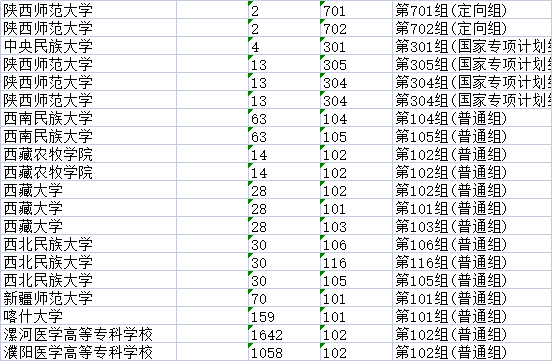 陕西师范大学 2 701 第701组(定向组)
陕西师范大学 2 702 第702组(定向组)
中央民族大学 4 301 第301组(国家专项计划
陕西师范大学 13 305 第305组(国家专项计划
陕西师范大学 13 304 第304组(国家专项计划
陕西师范大学 13 304 第304组(国家专项计划
西南民族大学 63 104 第104组(普通组)
西南民族大学 63 105 第105组(普通组)
西藏农牧学院 14 102 第102组(普通组)
西藏农牧学院 14 102 第102组(普通组)
西藏大学 28 102 第102组(普通组)
西藏大学 28 101 第101组(普通组)
西藏大学 28 103 第103组(普通组)
西北民族大学 30 106 第106组(普通组)
西北民族大学 30 116 第116组(普通组)
西北民族大学 30 105 第105组(普通组)
新疆师范大学 70 101 第101组(普通组)
喀什大学 159 101 第101组(普通组)
漯河医学高等专科学校 1642 102 第102组(普通组)
濮阳医学高等专科学校 1058 102 第102组(普通组)